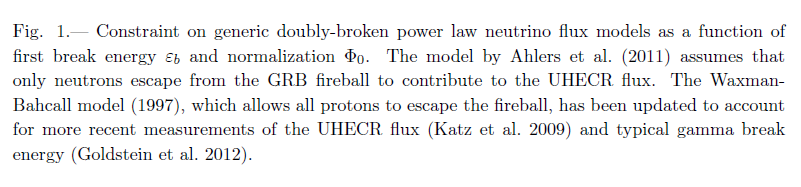 Fig. 1.— Constraint on generic doubly-broken power law neutrino flux models as a function of
first break energy εb and normalization Φ0. The model by Ahlers et al. (2011) assumes that
only neutrons escape from the GRB fireball to contribute to the UHECR flux. The Waxman-
Bahcall model (1997), which allows all protons to escape the fireball, has been updated to account
for more recent measurements of the UHECR flux (Katz et al. 2009) and typical gamma break
energy (Goldstein et al. 2012).